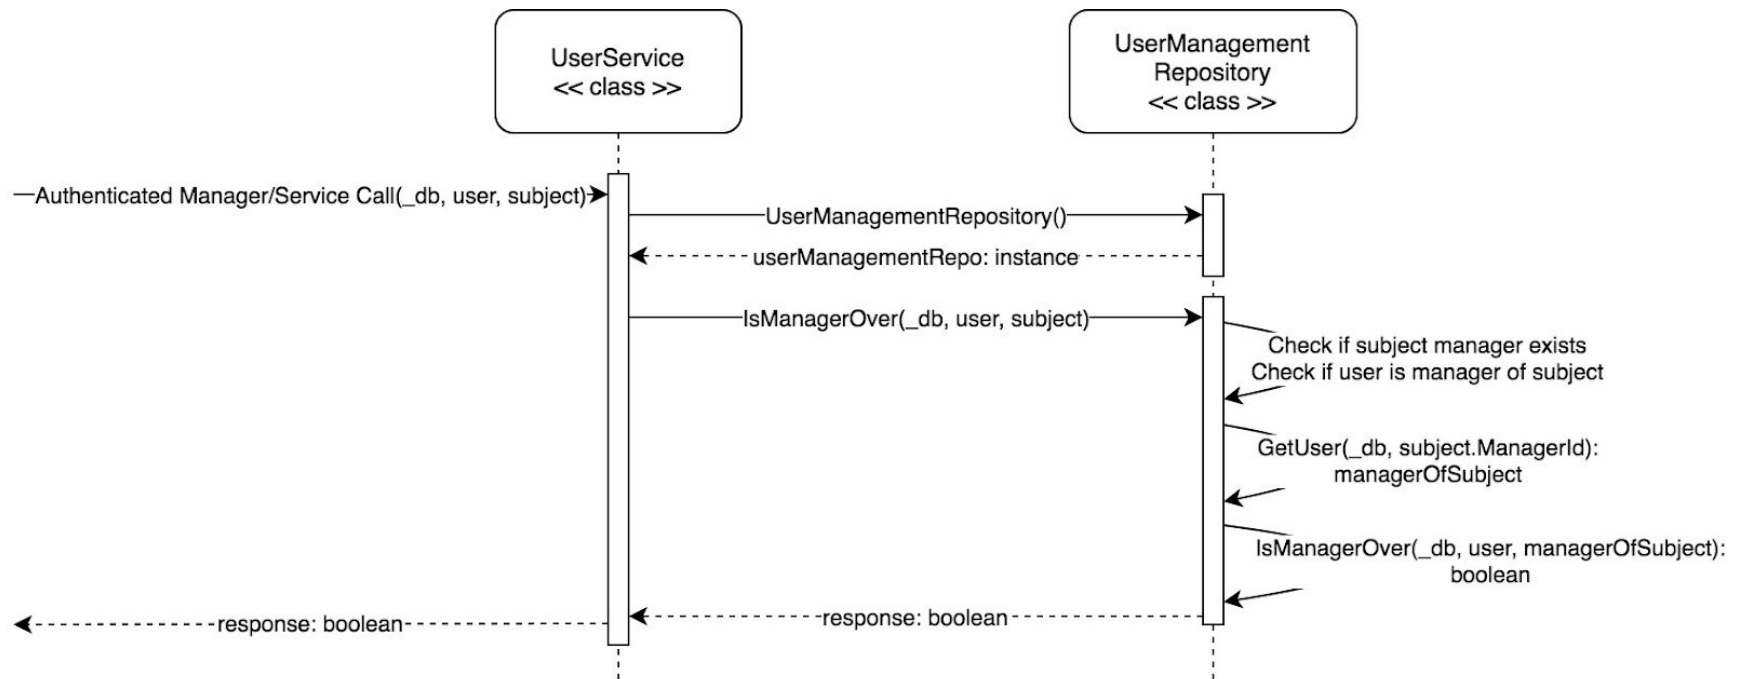 UserService
<< class >>
UserManagement
Repository
<< class >>
Authenticated Manager/Service Call(_db, user, subject)
UserManagementRepository()
userManagementRepo: instance
IsManagerOver(_db, user, subject)
Check if subject manager exists
Check if user is manager of subject
GetUser(_db, subject.ManagerId):
managerOfSubject
IsManagerOver(_db, user, managerOfSubject):
boolean
response: boolean
response: boolean